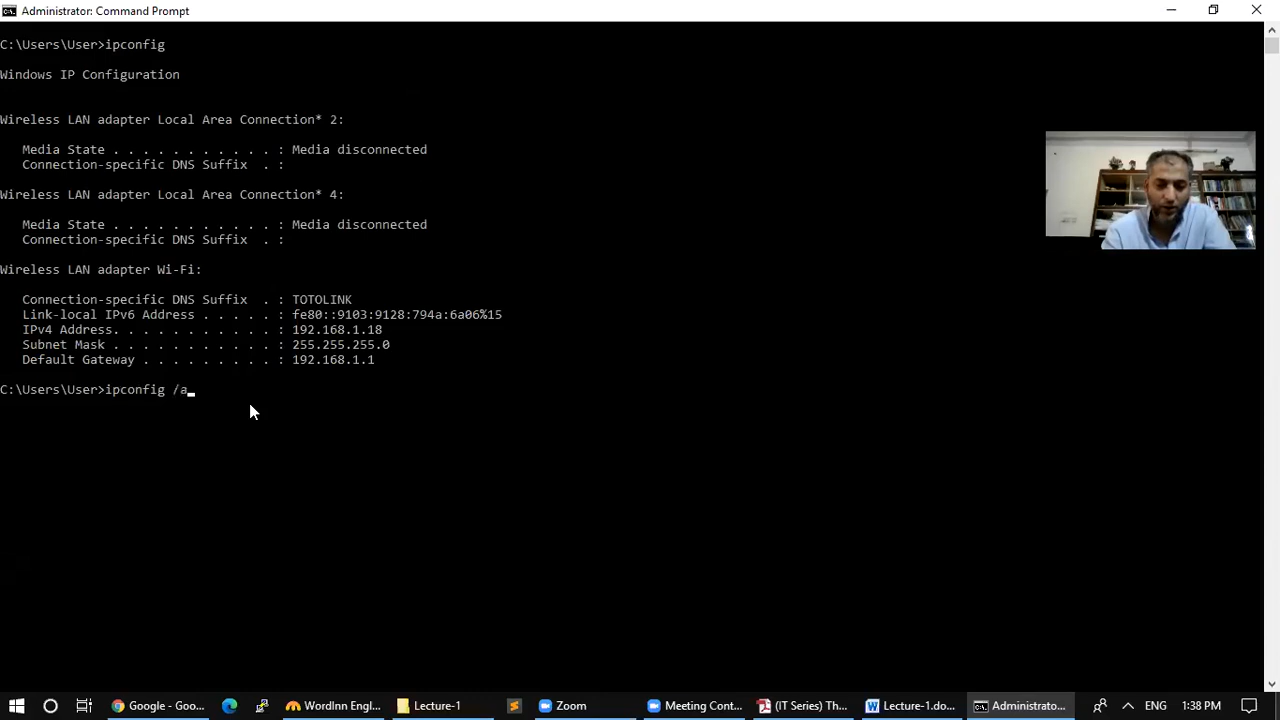 Administrator: Command Prompt
C:\Users\User>ipconfig
Windows IP Configuration
Wireless LAN adapter Local Area Connection* 2:
Media State . . . . . . . . . . . : Media disconnected
Connection-specific DNS Suffix  . :
Wireless LAN adapter Local Area Connection* 4:
Media State . . . . . . . . . . . : Media disconnected
Connection-specific DNS Suffix  . :
Wireless LAN adapter Wi-Fi:
Connection-specific DNS Suffix  . : TOTOLINK
Link-local IPv6 Address . . . . . : fe80::9103:9128:794a:6a06%15
IPv4 Address. . . . . . . . . . . : 192.168.1.18
Subnet Mask . . . . . . . . . . . : 255.255.255.0
Default Gateway . . . . . . . . . : 192.168.1.1
C:\Users\User>ipconfig /a_
Google - Goo... WordInn Engl... Lecture-1 Zoom Meeting Cont... (IT Series) Th... Lecture-1.do... Administrato... ENG 1:38 PM